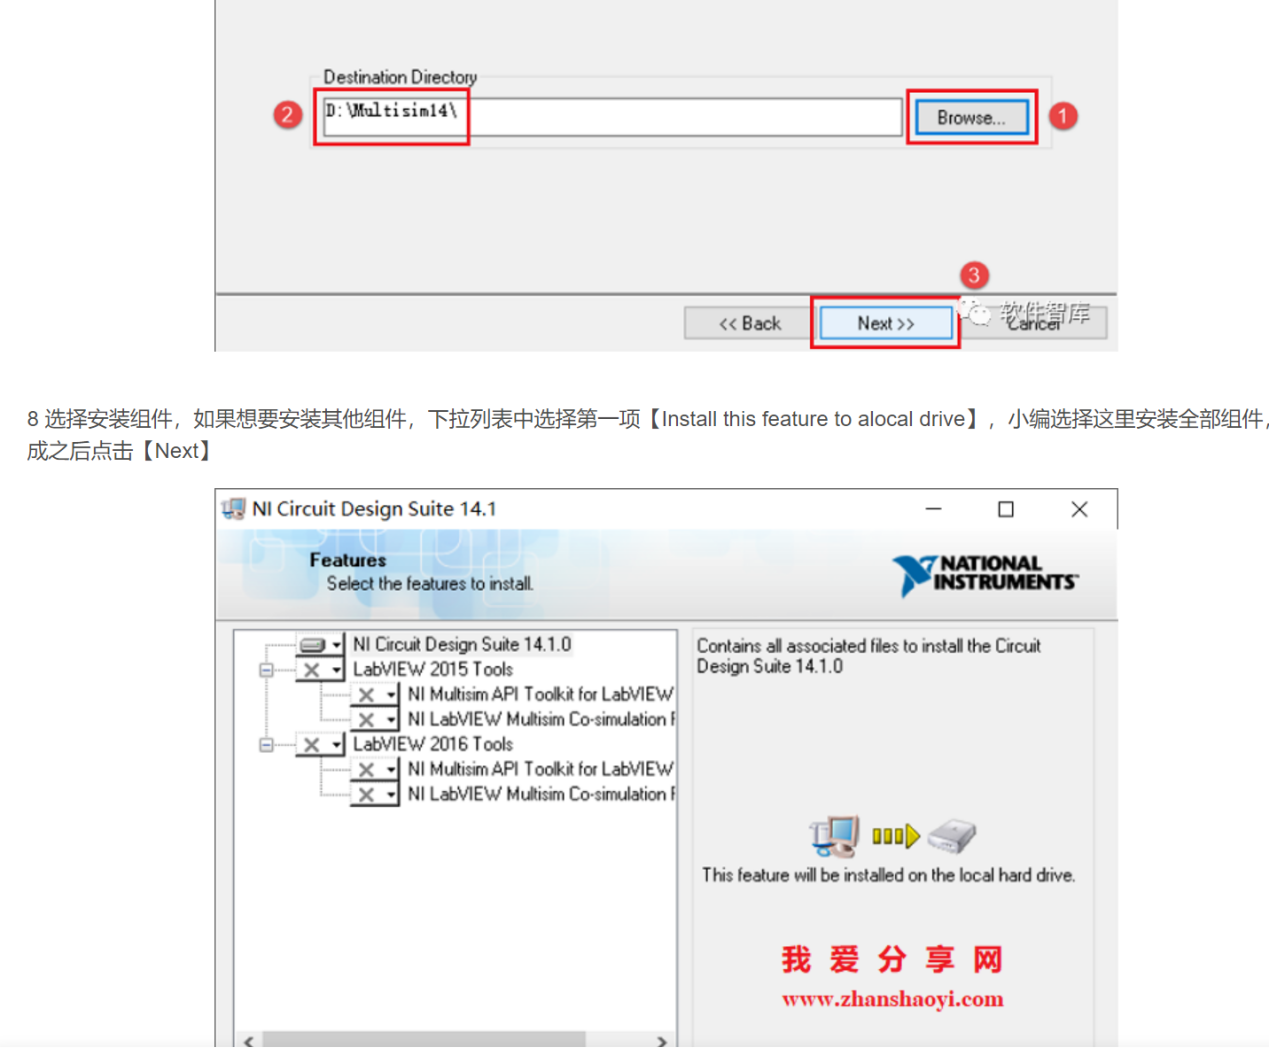 Destination Directory
2
D:\Multisim14\
Browse...
1
3
<< Back
Next >>
Cancel
软件智库
8 选择安装组件，如果想要安装其他组件，下拉列表中选择第一项【Install this feature to alocal drive】，小编选择这里安装全部组件，
成之后点击【Next】
NI Circuit Design Suite 14.1
Features
Select the features to install.
NATIONAL
INSTRUMENTS
NI Circuit Design Suite 14.1.0
LabVIEW 2015 Tools
NI Multisim API Toolkit for LabVIEW
NI LabVIEW Multisim Co-simulation
LabVIEW 2016 Tools
NI Multisim API Toolkit for LabVIEW
NI LabVIEW Multisim Co-simulation
Contains all associated files to install the Circuit
Design Suite 14.1.0
This feature will be installed on the local hard drive.
我爱分享网
www.zhanshaoyi.com